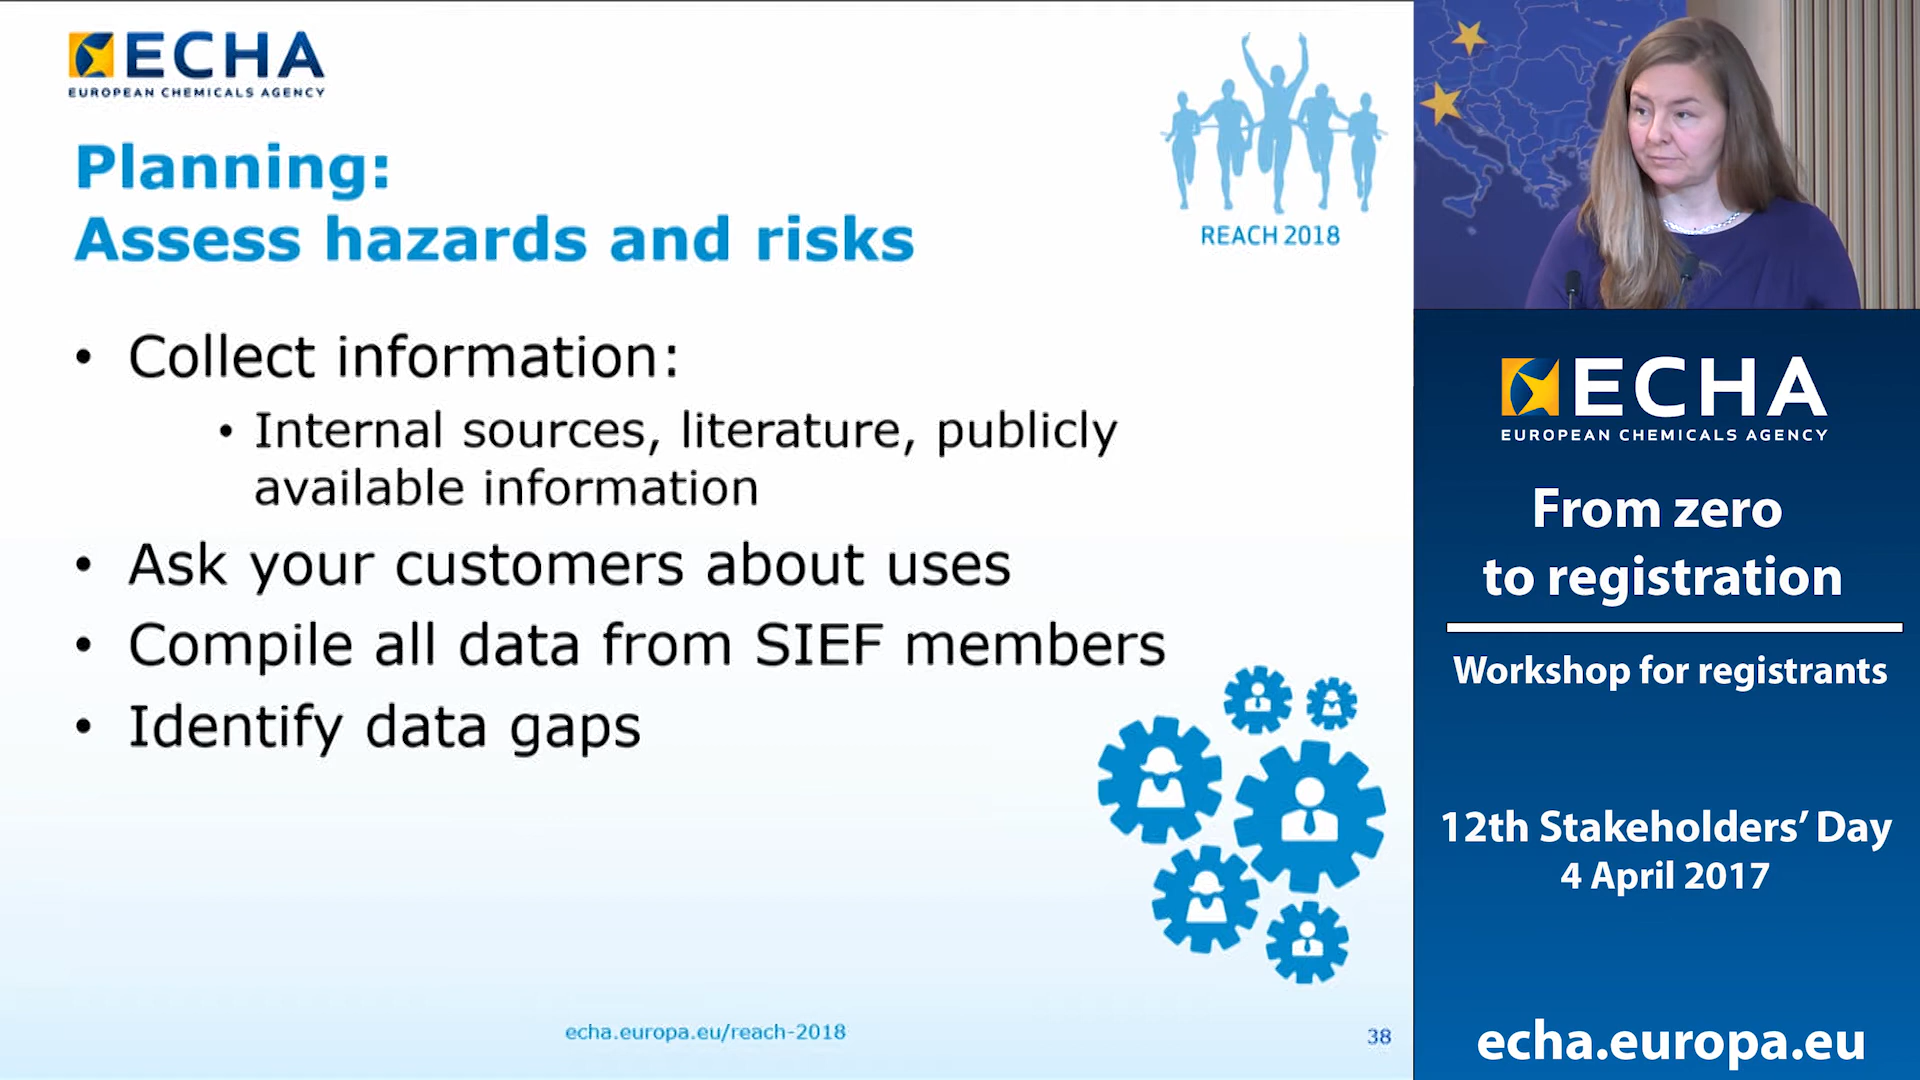 ECHA
EUROPEAN CHEMICALS AGENCY
REACH 2018
Planning:
Assess hazards and risks
• Collect information:
• Internal sources, literature, publicly
available information
• Ask your customers about uses
• Compile all data from SIEF members
• Identify data gaps
echa.europa.eu/reach-2018
38
ECHA
EUROPEAN CHEMICALS AGENCY
From zero
to registration
Workshop for registrants
12th Stakeholders’ Day
4 April 2017
echa.europa.eu